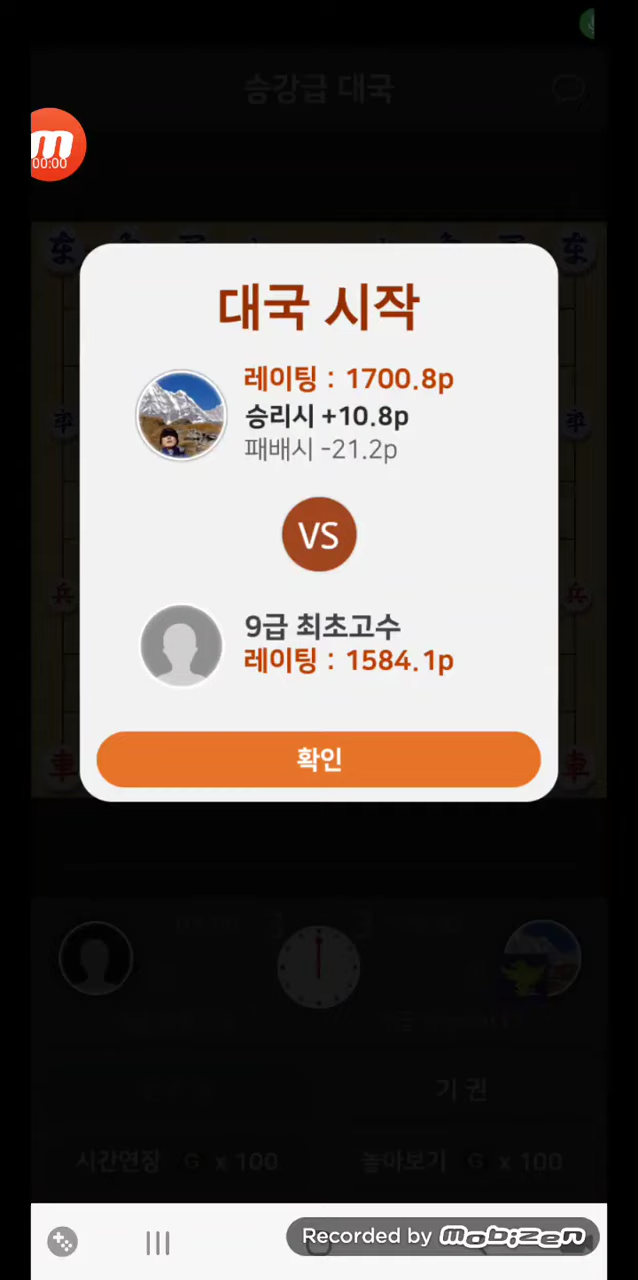 승강급 대국
00:00
대국 시작
레이팅 : 1700.8p
승리시 +10.8p
패배시 -21.2p
VS
9급 최초고수
레이팅 : 1584.1p
확인
기 권
시간연장 G x 100
놓아보기 G x 100
Recorded by mobizen